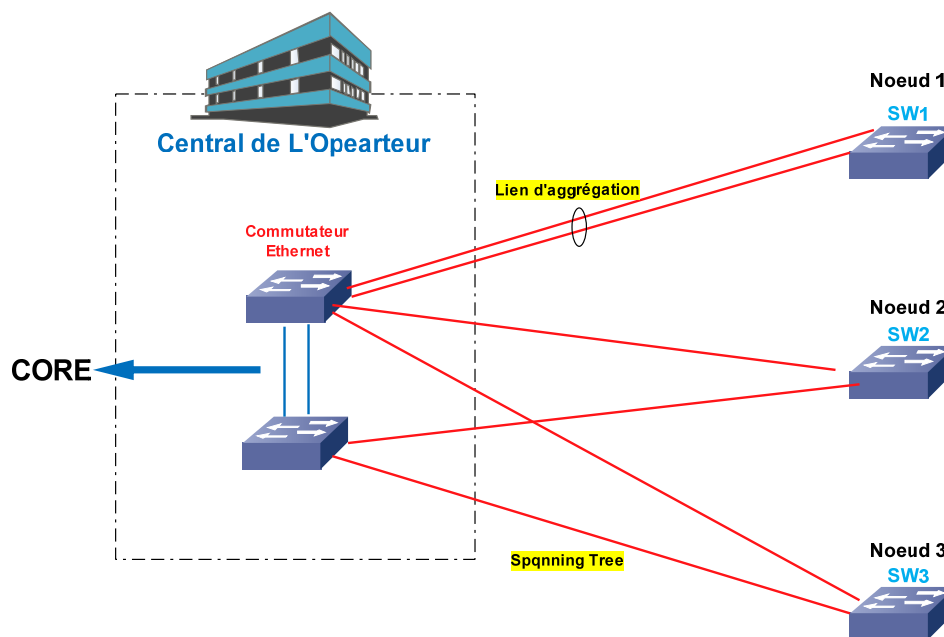 Noeud 1
SW1
Central de L'Opearteur
Lien d'aggrégation
Commutateur
Ethernet
Noeud 2
SW2
CORE
Noeud 3
Spqnning Tree
SW3